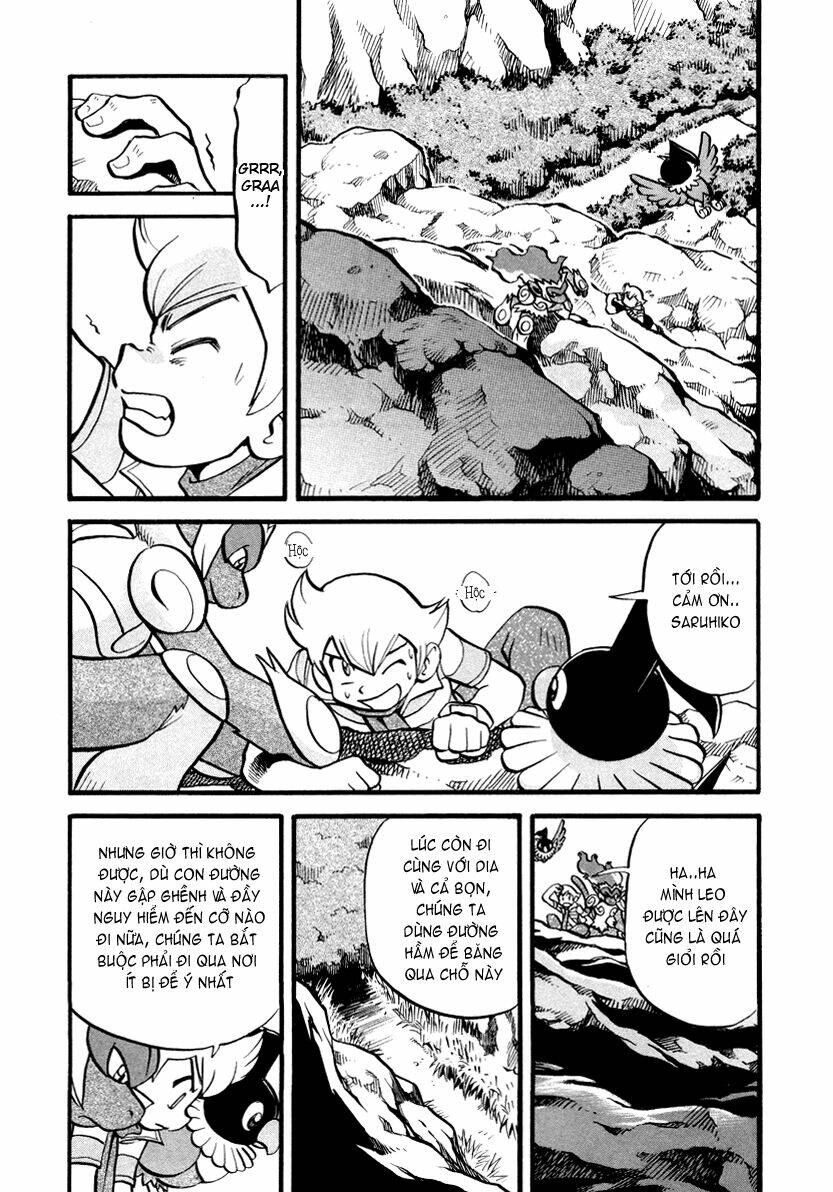 GRRR,
GRAA
...!
TỚI RỒI...
CẢM ƠN..
SARUHIKO
Hộc
Hộc
HA..HA
MÌNH LEO
ĐƯỢC LÊN ĐÂY
CŨNG LÀ QUÁ
GIỎI RỒI
LÚC CÒN ĐI
CÙNG VỚI DIA
VÀ CẢ BỌN,
CHÚNG TA
DÙNG ĐƯỜNG
HẦM ĐỂ BĂNG
QUA CHỖ NÀY
NHƯNG GIỜ THÌ KHÔNG
ĐƯỢC, DÙ CON ĐƯỜNG
NÀY GẬP GHỀNH VÀ ĐẦY
NGUY HIỂM ĐẾN CỠ NÀO
ĐI NỮA, CHÚNG TA BẮT
BUỘC PHẢI ĐI QUA NƠI
ÍT BỊ ĐỂ Ý NHẤT